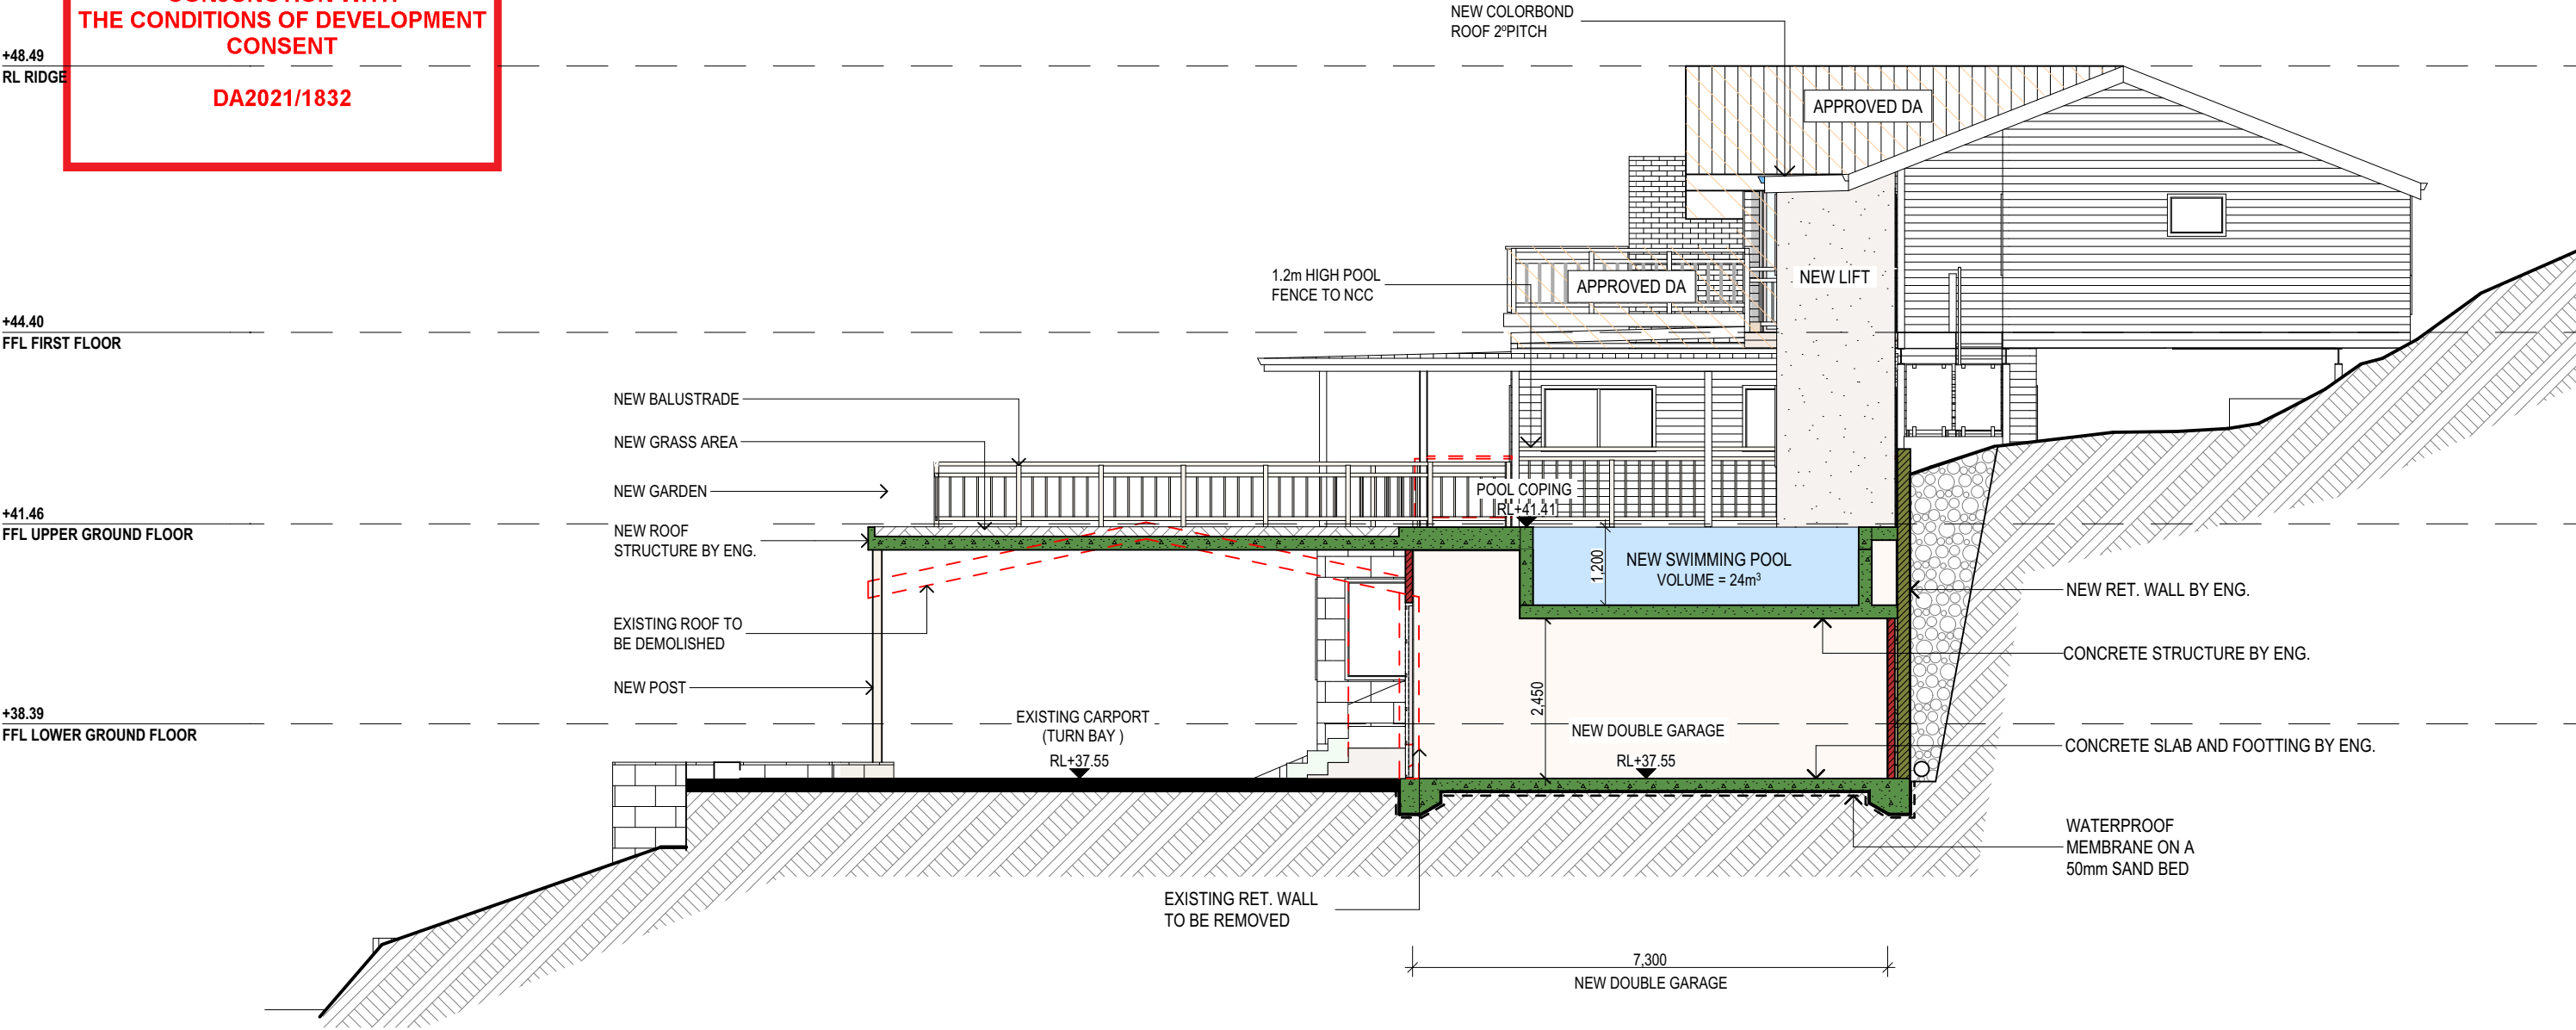 THE CONDITIONS OF DEVELOPMENT
CONSENT
DA2021/1832
+48.49
RL RIDGE
NEW COLORBOND
ROOF 2ºPITCH
APPROVED DA
1.2m HIGH POOL
FENCE TO NCC
APPROVED DA
NEW LIFT
+44.40
FFL FIRST FLOOR
NEW BALUSTRADE
NEW GRASS AREA
NEW GARDEN
POOL COPING
RL+41.41
+41.46
FFL UPPER GROUND FLOOR
NEW ROOF
STRUCTURE BY ENG.
1,200
NEW SWIMMING POOL
VOLUME = 24m³
NEW RET. WALL BY ENG.
EXISTING ROOF TO
BE DEMOLISHED
CONCRETE STRUCTURE BY ENG.
NEW POST
2,450
+38.39
FFL LOWER GROUND FLOOR
EXISTING CARPORT
(TURN BAY )
RL+37.55
NEW DOUBLE GARAGE
RL+37.55
CONCRETE SLAB AND FOOTTING BY ENG.
WATERPROOF
MEMBRANE ON A
50mm SAND BED
EXISTING RET. WALL
TO BE REMOVED
7,300
NEW DOUBLE GARAGE